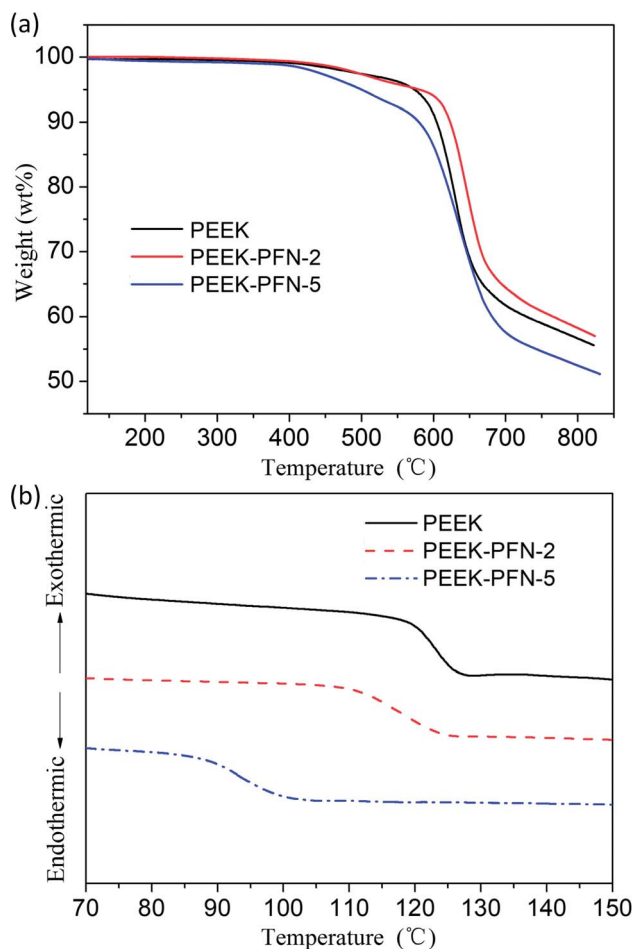 (a)
100
90
80
70
60
50
Weight (wt%)
PEEK
PEEK-PFN-2
PEEK-PFN-5
200 300 400 500 600 700 800
Temperature (℃)
(b)
Exothermic
Endothermic
PEEK
PEEK-PFN-2
PEEK-PFN-5
70 80 90 100 110 120 130 140 150
Temperature (℃)